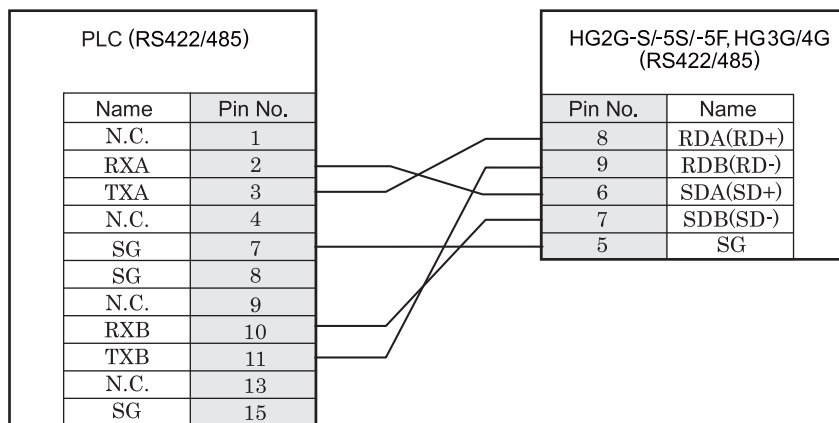 PLC (RS422/485)
Name Pin No.
N.C. 1
RXA 2
TXA 3
N.C. 4
SG 7
SG 8
N.C. 9
RXB 10
TXB 11
N.C. 13
SG 15
HG2G-S/-5S/-5F, HG3G/4G
(RS422/485)
Pin No. Name
8 RDA(RD+)
9 RDB(RD-)
6 SDA(SD+)
7 SDB(SD-)
5 SG